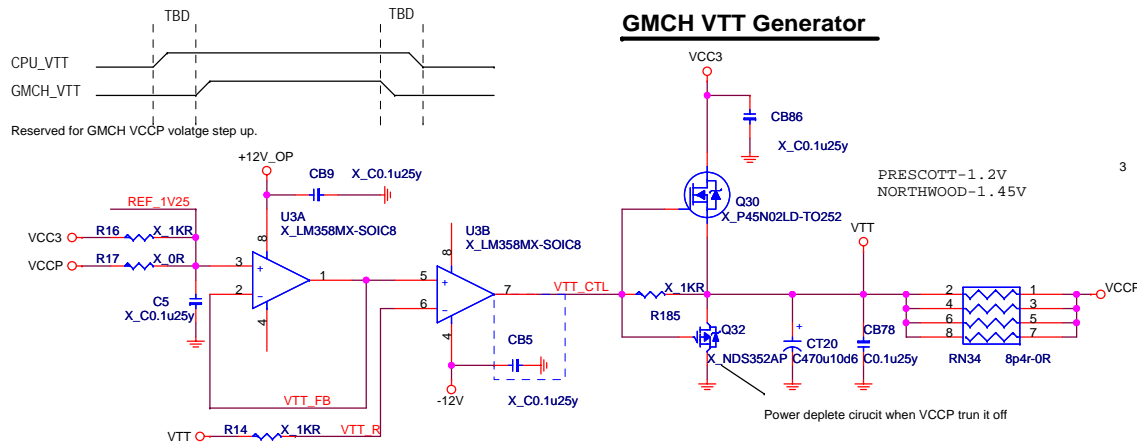 GMCH VTT Generator
TBD
TBD
CPU_VTT
GMCH_VTT
Reserved for GMCH VCCP volatge step up.
+12V_OP
CB9
X_C0.1u25y
REF_1V25
U3A
X_LM358MX-SOIC8
VCC3
R16
X_1KR
VCCP
R17
X_0R
C5
X_C0.1u25y
8
3
2
1
4
+
−
VTT_FB
VTT
R14
X_1KR
VTT_R
U3B
X_LM358MX-SOIC8
8
5
6
7
4
+
−
VTT_CTL
CB5
X_C0.1u25y
-12V
VCC3
CB86
X_C0.1u25y
Q30
X_P45N02LD-TO252
X_1KR
R185
Q32
X_NDS352AP
PRESCOTT-1.2V
NORTHWOOD-1.45V
3
VTT
+
CT20
C470u10d6
CB78
C0.1u25y
2
1
4
3
6
5
8
7
RN34
8p4r-0R
VCCP
Power deplete cirucit when VCCP trun it off